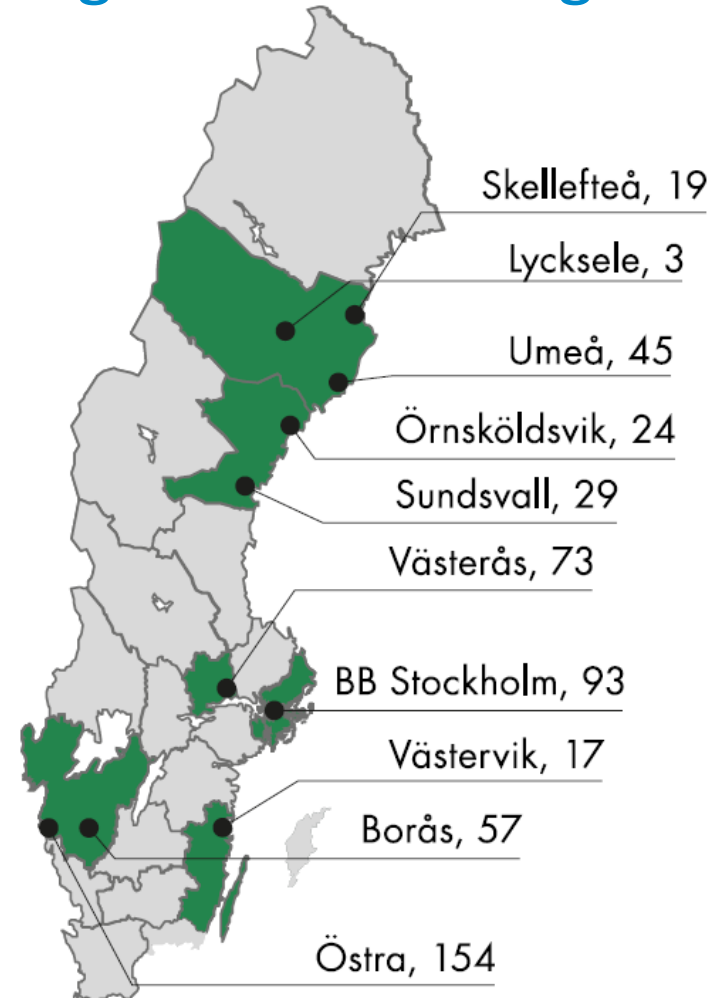 Skellefteå, 19
Lycksele, 3
Umeå, 45
Örnsköldsvik, 24
Sundsvall, 29
Västerås, 73
BB Stockholm, 93
Västervik, 17
Borås, 57
Östra, 154